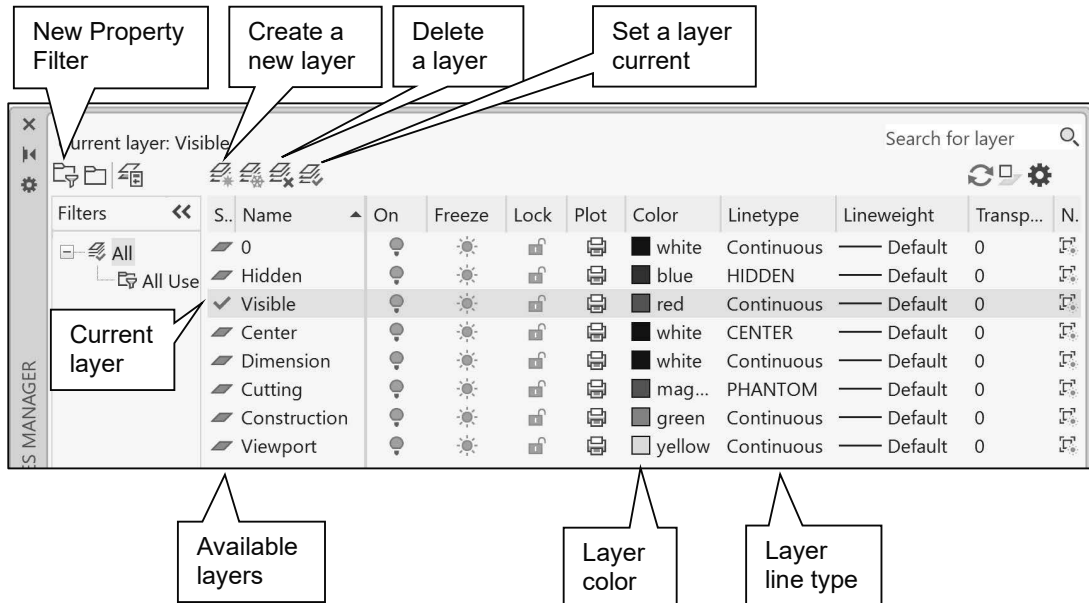 New Property
Filter
Create a
new layer
Delete
a layer
Set a layer
current
urrent layer: Visible
Search for layer
Filters
S.. Name On Freeze Lock Plot Color Linetype Lineweight Transp... N.
All
All Use
0 white Continuous Default 0
Hidden blue HIDDEN Default 0
Visible red Continuous Default 0
Center white CENTER Default 0
Dimension white Continuous Default 0
Cutting mag... PHANTOM Default 0
Construction green Continuous Default 0
Viewport yellow Continuous Default 0
Current
layer
ES MANAGER
Available
layers
Layer
color
Layer
line type